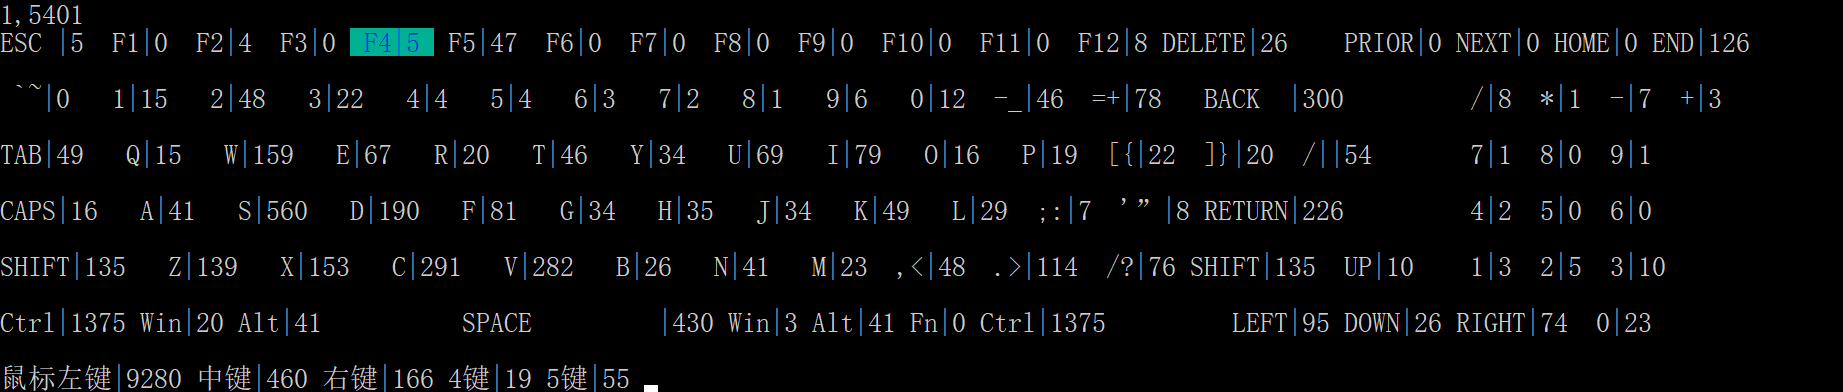 1,5401
ESC |5 F1|0 F2|4 F3|0 F4|5 F5|47 F6|0 F7|0 F8|0 F9|0 F10|0 F11|0 F12|8 DELETE|26 PRIOR|0 NEXT|0 HOME|0 END|126
`~|0 1|15 2|48 3|22 4|4 5|4 6|3 7|2 8|1 9|6 0|12 -_|46 =+|78 BACK |300 /|8 *|1 -|7 +|3
TAB|49 Q|15 W|159 E|67 R|20 T|46 Y|34 U|69 I|79 O|16 P|19 [{|22 ]}|20 /||54 7|1 8|0 9|1
CAPS|16 A|41 S|560 D|190 F|81 G|34 H|35 J|34 K|49 L|29 ;:|7 '” |8 RETURN|226 4|2 5|0 6|0
SHIFT|135 Z|139 X|153 C|291 V|282 B|26 N|41 M|23 ,<|48 .>|114 /?|76 SHIFT|135 UP|10 1|3 2|5 3|10
Ctrl|1375 Win|20 Alt|41 SPACE |430 Win|3 Alt|41 Fn|0 Ctrl|1375 LEFT|95 DOWN|26 RIGHT|74 0|23
鼠标左键|9280 中键|460 右键|166 4键|19 5键|55